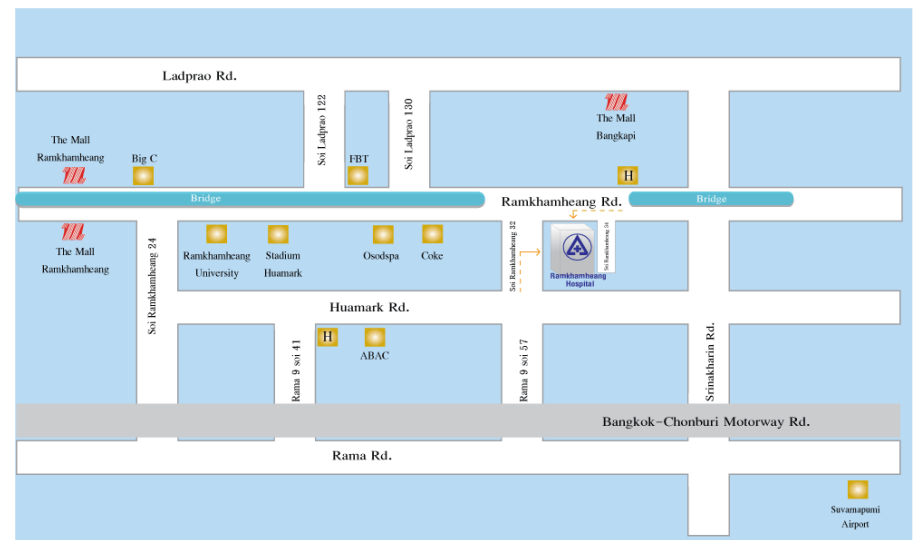 Ladprao Rd.
Soi Ladprao 122
Soi Ladprao 130
The Mall
Bangkapi
The Mall
Ramkhamheang
Big C
FBT
H
Bridge
Ramkhamheang Rd.
Bridge
The Mall
Ramkhamheang
Soi Ramkhamheang 24
Ramkhamheang
University
Stadium
Huamark
Osodspa
Coke
Soi Ramkhamheang 32
Ramkhamheang
Hospital
Soi Ramkhamheang 34
Huamark Rd.
Rama 9 soi 41
H
ABAC
Rama 9 soi 57
Srinakharin Rd.
Bangkok-Chonburi Motorway Rd.
Rama Rd.
Suvarnapumi
Airport